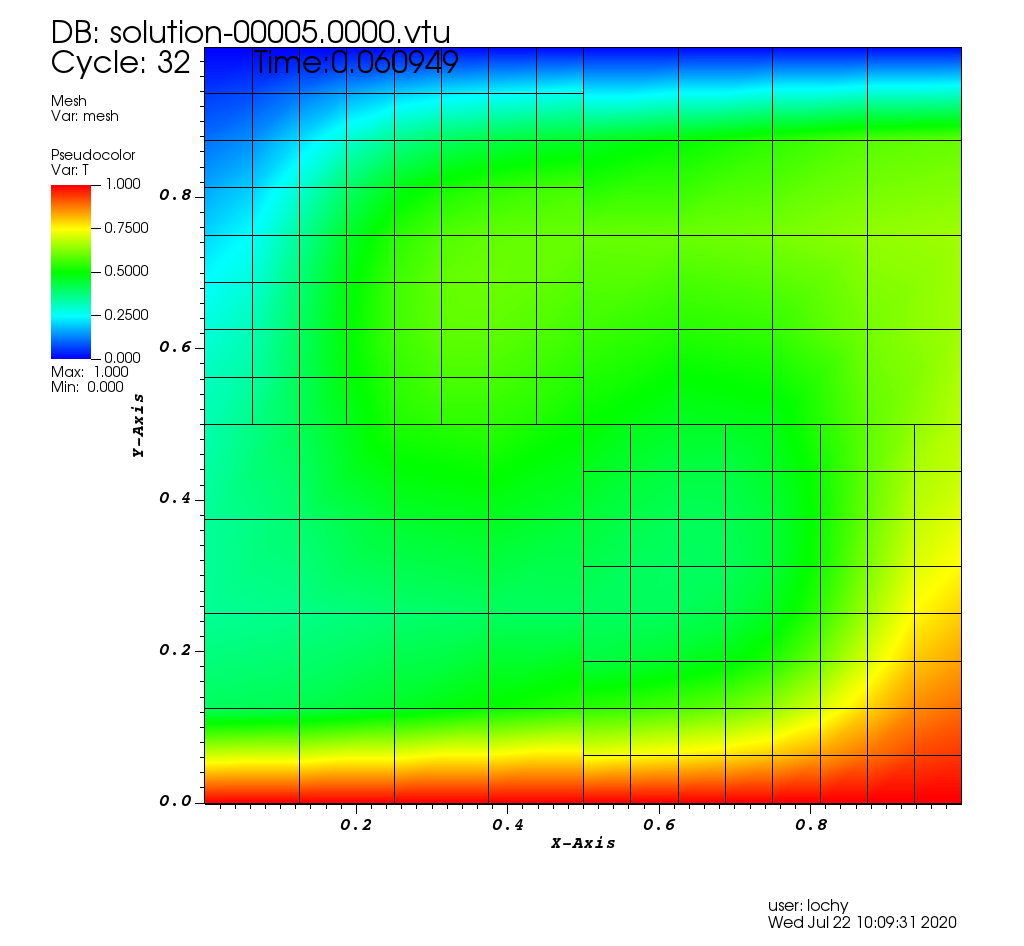 DB: solution-00005.0000.vtu
Cycle: 32 Time:0.060949
Mesh
Var: mesh
Pseudocolor
Var: T
1.000
0.7500
0.5000
0.2500
0.000
Max: 1.000
Min: 0.000
Y-Axis
0.8
0.6
0.4
0.2
0.0
0.2 0.4 0.6 0.8
X-Axis
user: lochy
Wed Jul 22 10:09:31 2020